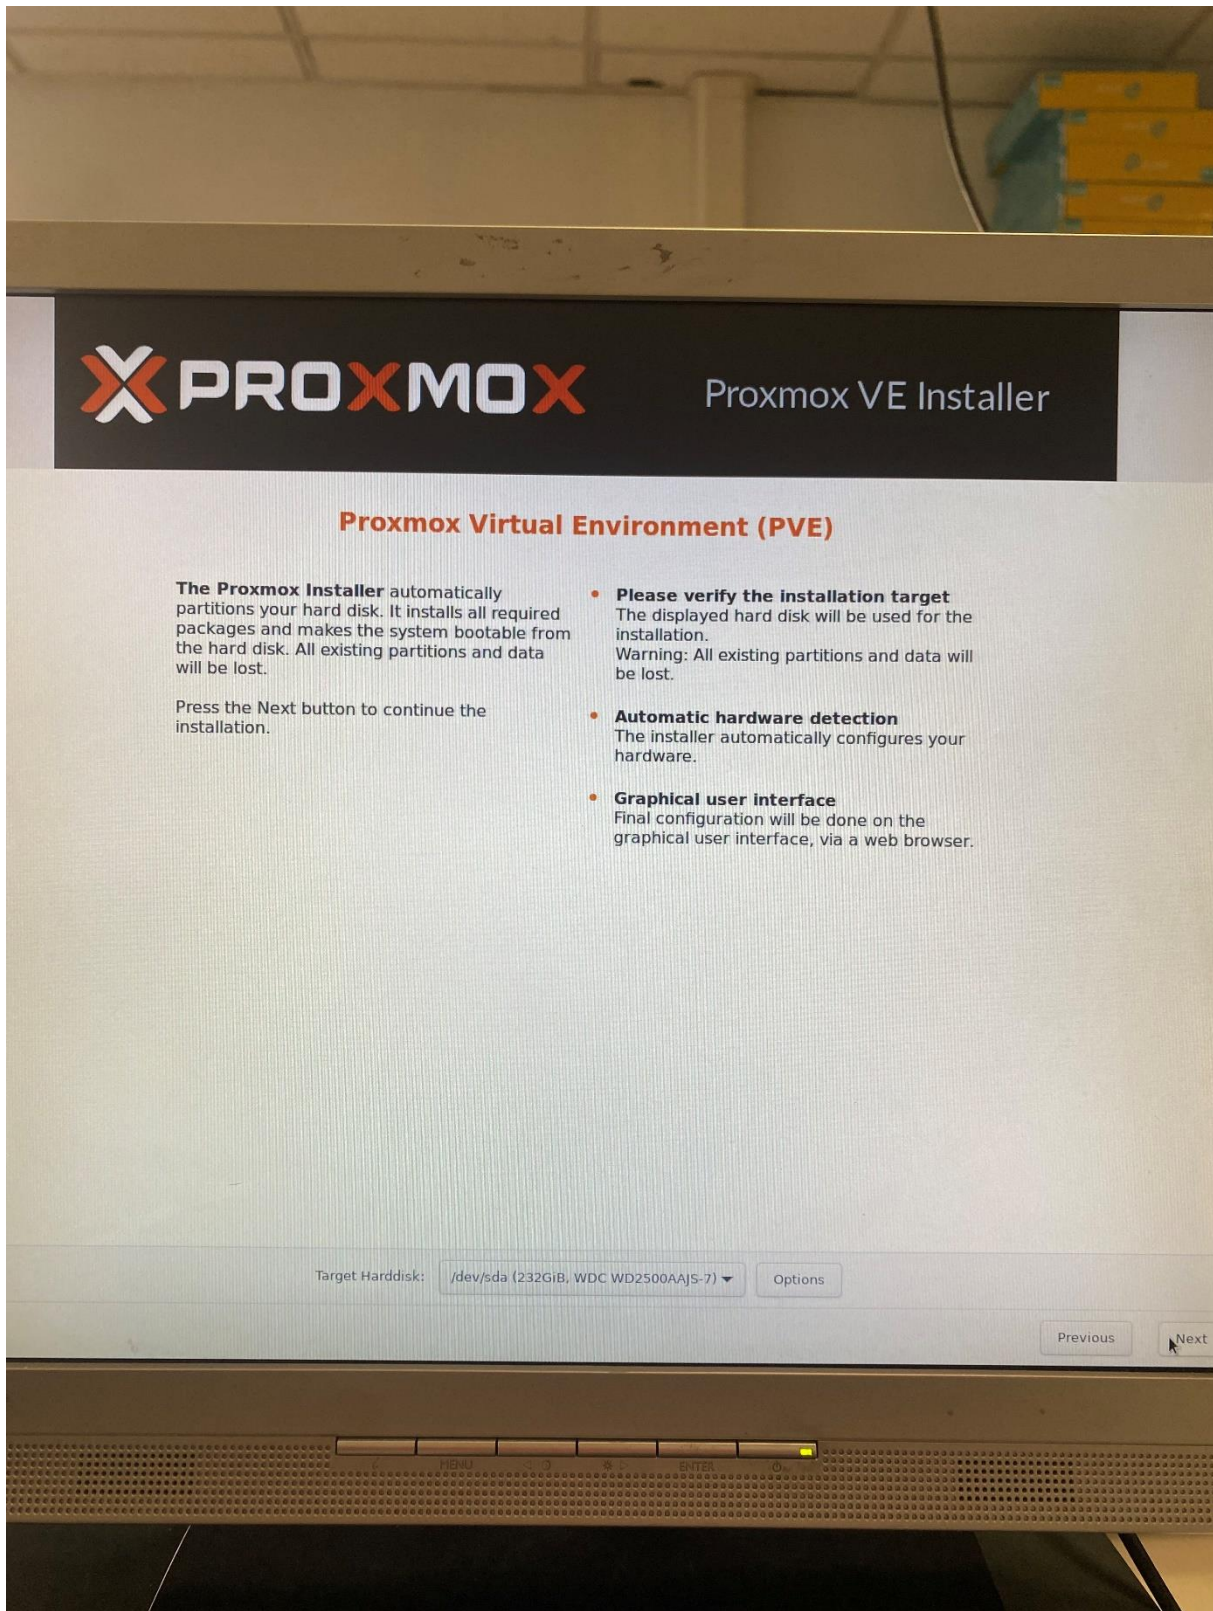 PROXMOX
Proxmox VE Installer
Proxmox Virtual Environment (PVE)
The Proxmox Installer automatically
partitions your hard disk. It installs all required
packages and makes the system bootable from
the hard disk. All existing partitions and data
will be lost.
Press the Next button to continue the
installation.
Please verify the installation target
The displayed hard disk will be used for the
installation.
Warning: All existing partitions and data will
be lost.
Automatic hardware detection
The installer automatically configures your
hardware.
Graphical user interface
Final configuration will be done on the
graphical user interface, via a web browser.
Target Harddisk:
/dev/sda (232GiB, WDC WD2500AAJS-7)
Options
Previous
Next
MENU
ENTER